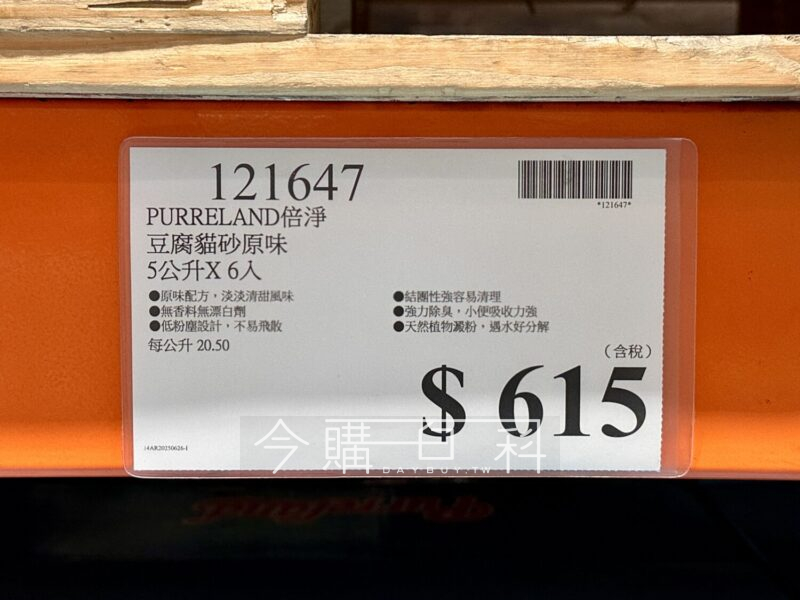 121647
*121647*
PURRELAND倍淨
豆腐貓砂原味
5公升X 6入
●原味配方，淡淡清甜風味
●無香料無漂白劑
●低粉塵設計，不易飛散
●結團性強容易清理
●強力除臭，小便吸收力強
●天然植物澱粉，遇水好分解
每公升 20.50
（含稅）
$ 615
14AR20250626-1
今購百科
DAYBUY.TW